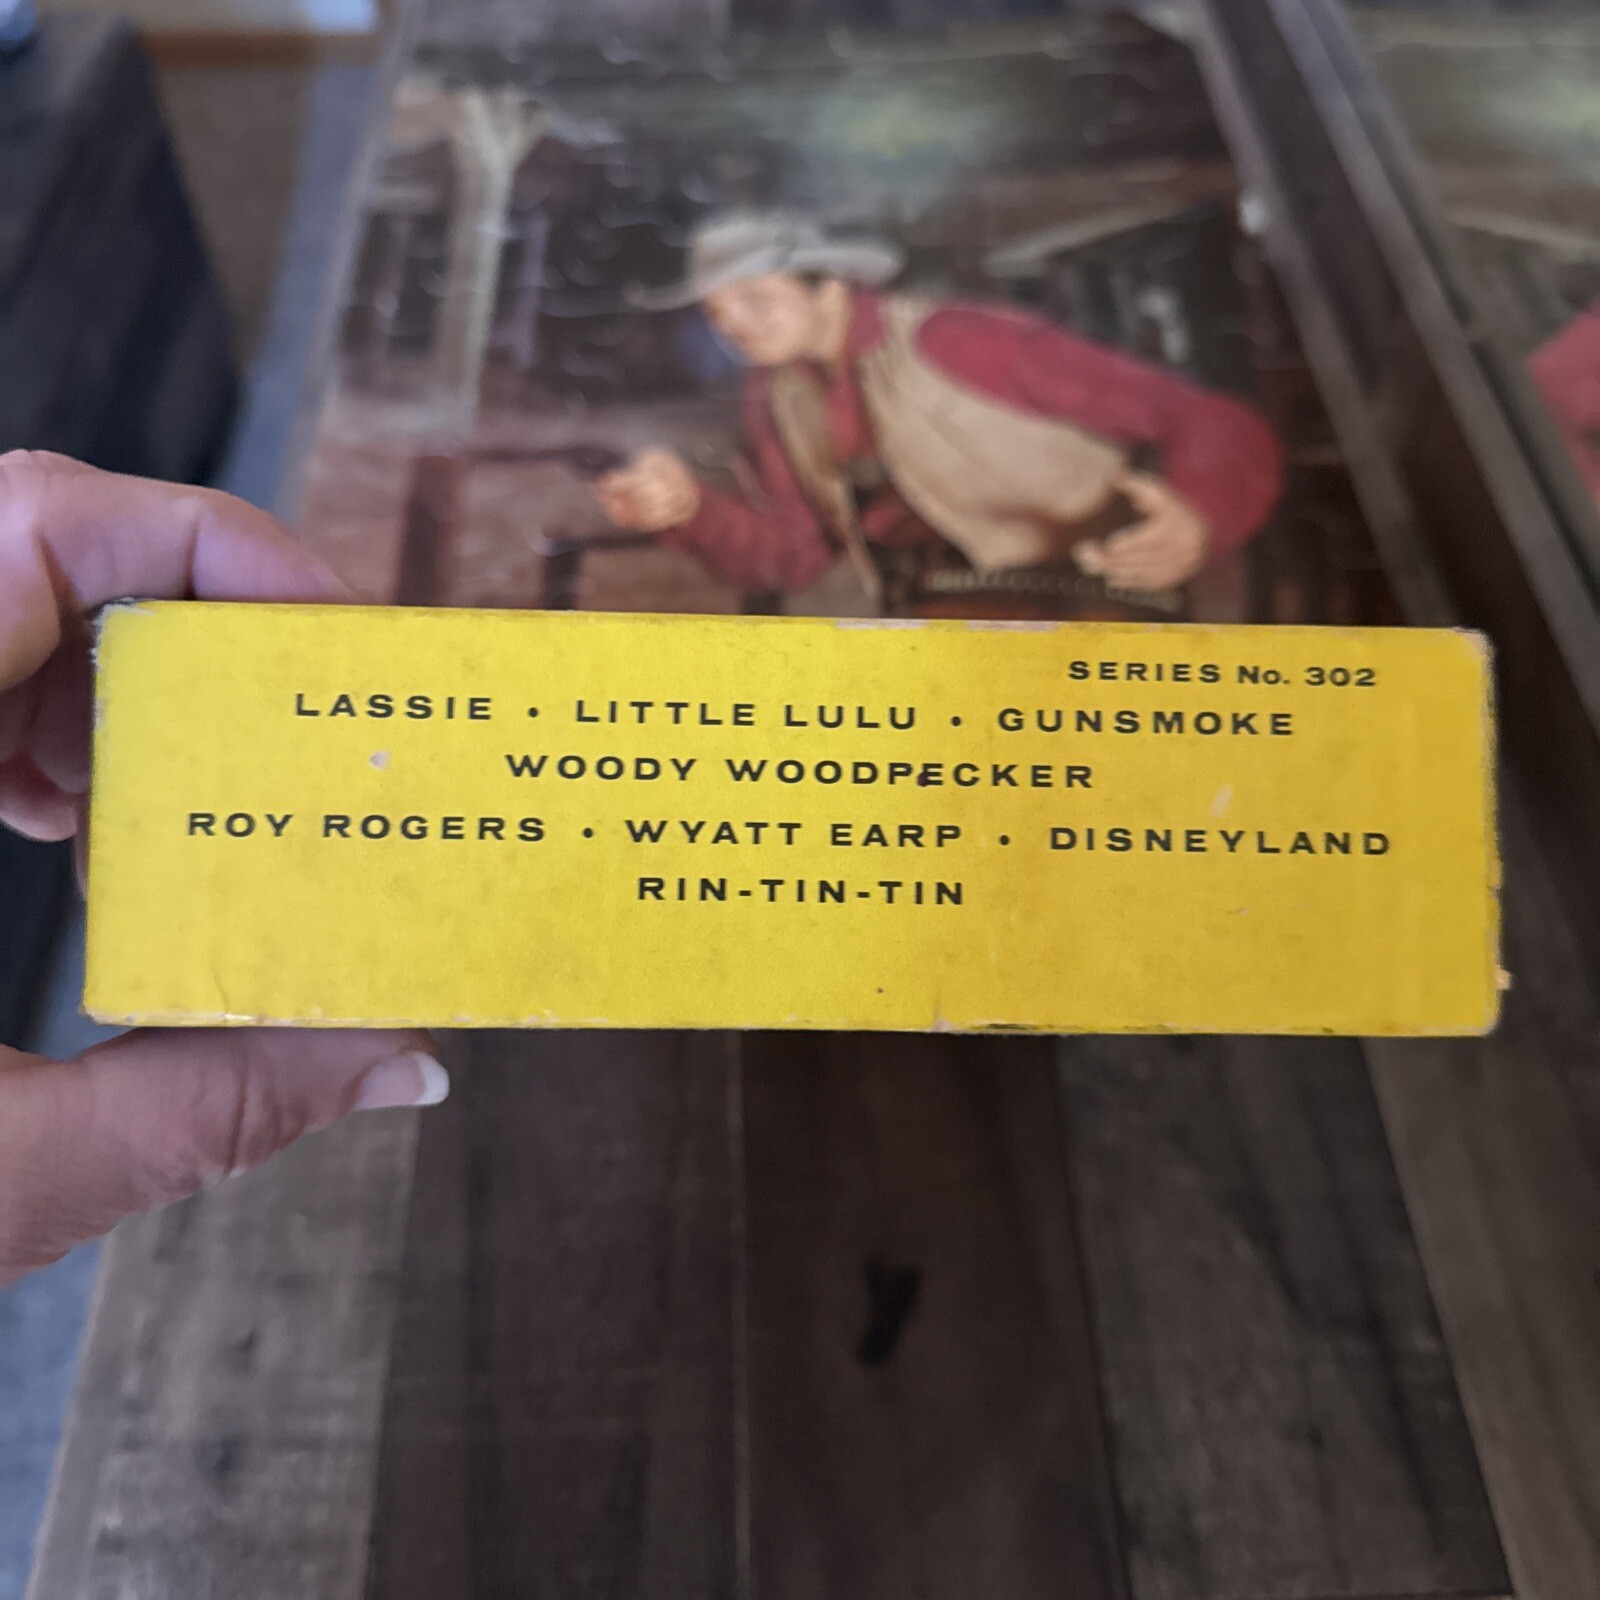 SERIES No. 302
LASSIE • LITTLE LULU • GUNSMOKE
WOODY WOODPECKER
ROY ROGERS • WYATT EARP • DISNEYLAND
RIN-TIN-TIN